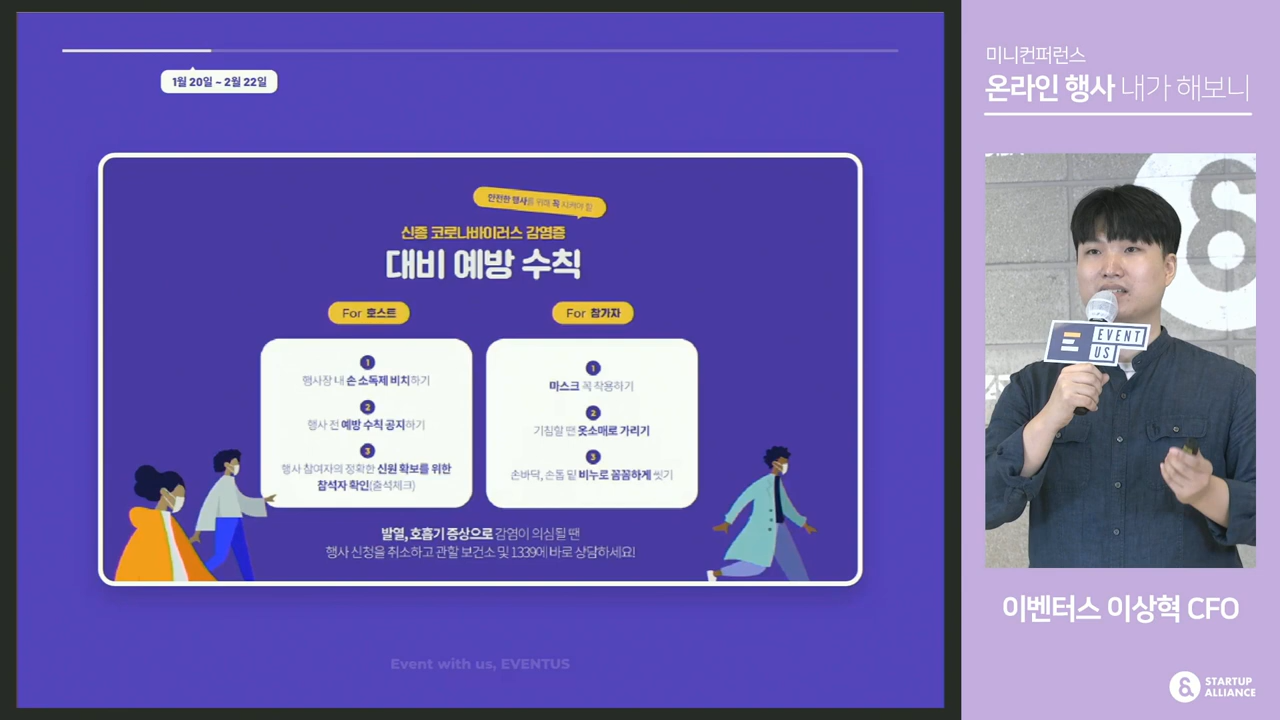 1월 20일 ~ 2월 22일
안전한 행사를 위해 꼭 지켜야 할
신종 코로나바이러스 감염증
대비 예방 수칙
For 호스트
1
행사장 내 손 소독제 비치하기
2
행사 전 예방 수칙 공지하기
3
행사 참여자의 정확한 신원 확보를 위한
참석자 확인(출석체크)
For 참가자
1
마스크 꼭 착용하기
2
기침할 땐 옷소매로 가리기
3
손바닥, 손톱 밑 비누로 꼼꼼하게 씻기
발열, 호흡기 증상으로 감염이 의심될 땐
행사 신청을 취소하고 관할 보건소 및 1339에 바로 상담하세요!
Event with us, EVENTUS
미니컨퍼런스
온라인 행사 내가 해보니
EVENT
US
이벤터스 이상혁 CFO
STARTUP
ALLIANCE